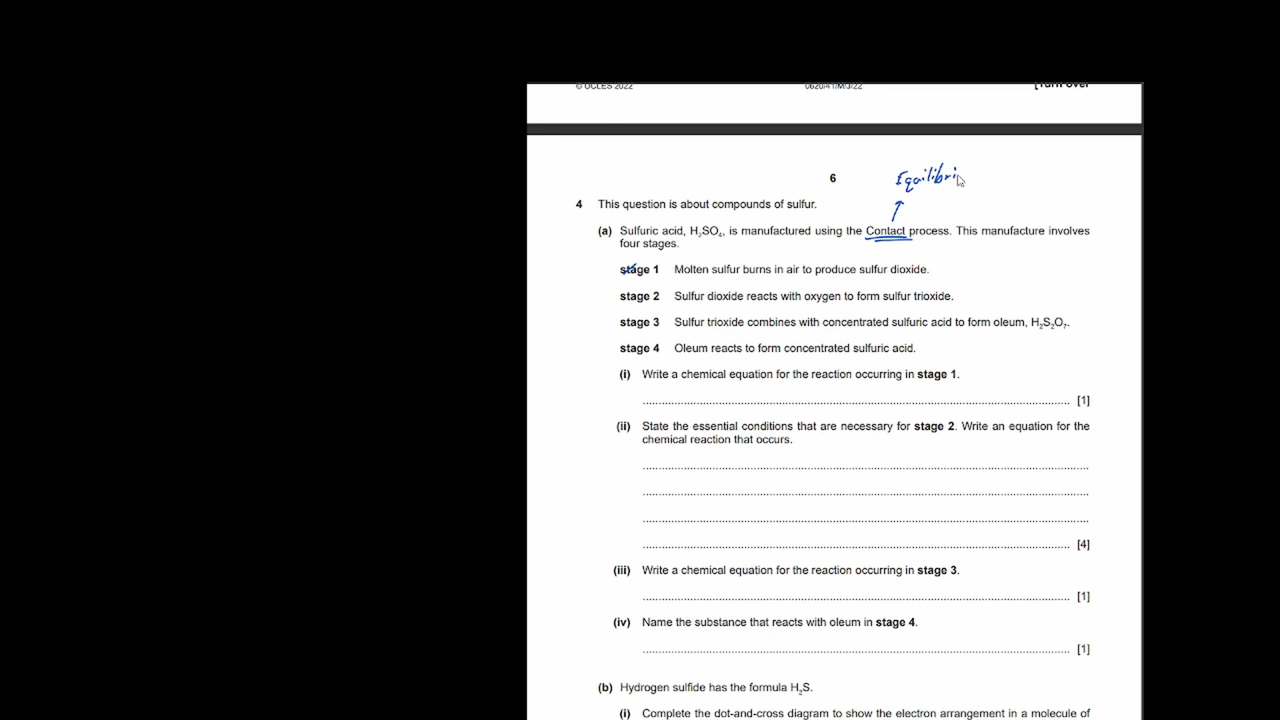 © UCLES 2022 0620/41/M/J/22 [Turn over
6
Equilibri
4 This question is about compounds of sulfur.
(a) Sulfuric acid, H₂SO₄, is manufactured using the Contact process. This manufacture involves
four stages.
stage 1 Molten sulfur burns in air to produce sulfur dioxide.
stage 2 Sulfur dioxide reacts with oxygen to form sulfur trioxide.
stage 3 Sulfur trioxide combines with concentrated sulfuric acid to form oleum, H₂S₂O₇.
stage 4 Oleum reacts to form concentrated sulfuric acid.
(i) Write a chemical equation for the reaction occurring in stage 1.
[1]
(ii) State the essential conditions that are necessary for stage 2. Write an equation for the
chemical reaction that occurs.
[4]
(iii) Write a chemical equation for the reaction occurring in stage 3.
[1]
(iv) Name the substance that reacts with oleum in stage 4.
[1]
(b) Hydrogen sulfide has the formula H₂S.
(i) Complete the dot-and-cross diagram to show the electron arrangement in a molecule of